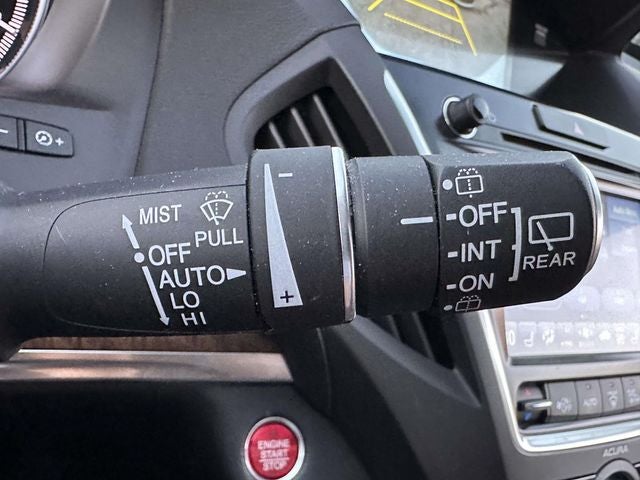 MIST
PULL
OFF
AUTO
LO
HI
- 
+
OFF
INT
ON
REAR
ENGINE
START
STOP
ACURA